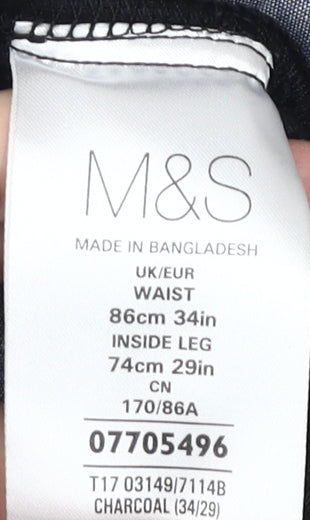 M&S
MADE IN BANGLADESH
UK/EUR
WAIST
86cm 34in
INSIDE LEG
74cm 29in
CN
170/86A
07705496
T17 03149/7114B
CHARCOAL (34/29)